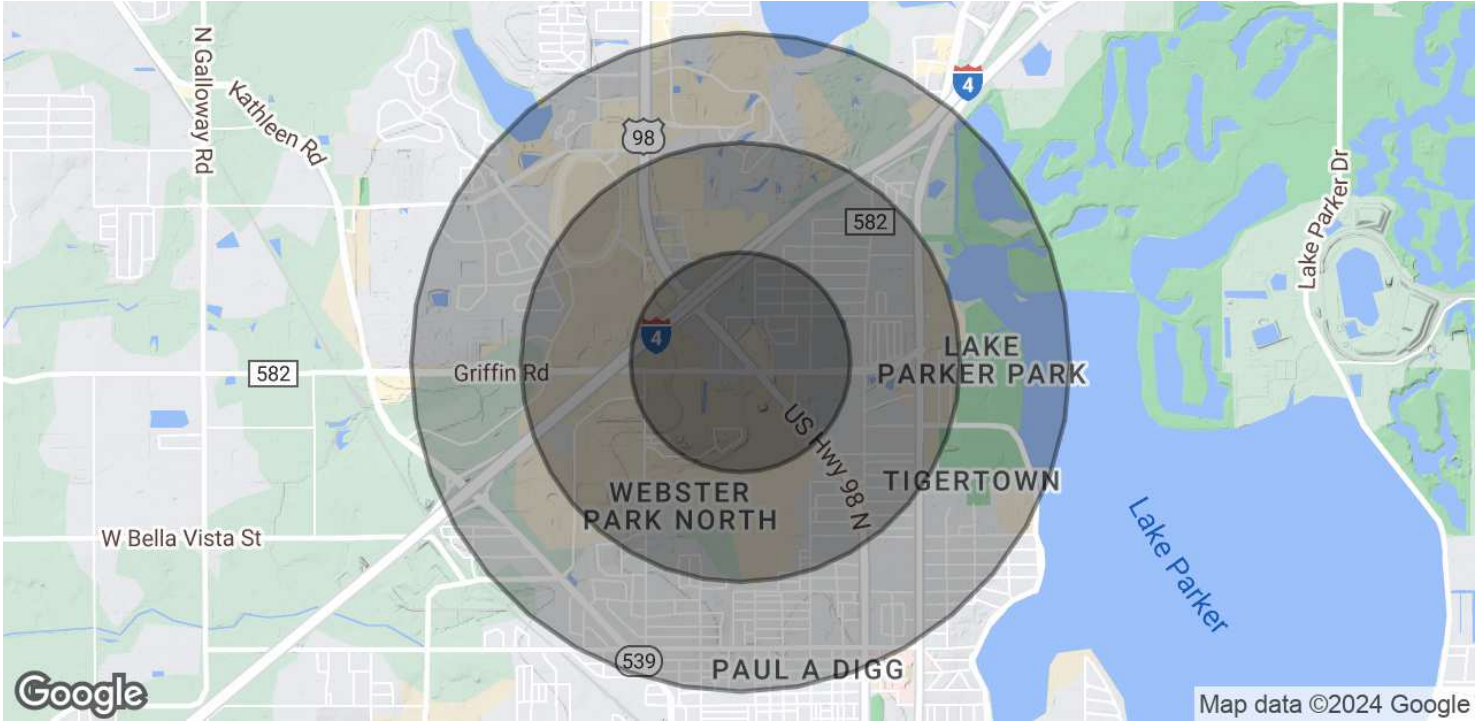 N Galloway Rd
Kathleen Rd
4
98
Lake Parker Dr
582
4
LAKE
PARKER PARK
582
Griffin Rd
US Hwy 98 N
TIGERTOWN
WEBSTER
PARK NORTH
W Bella Vista St
Lake Parker
539
PAUL A DIGG
Google
Map data ©2024 Google